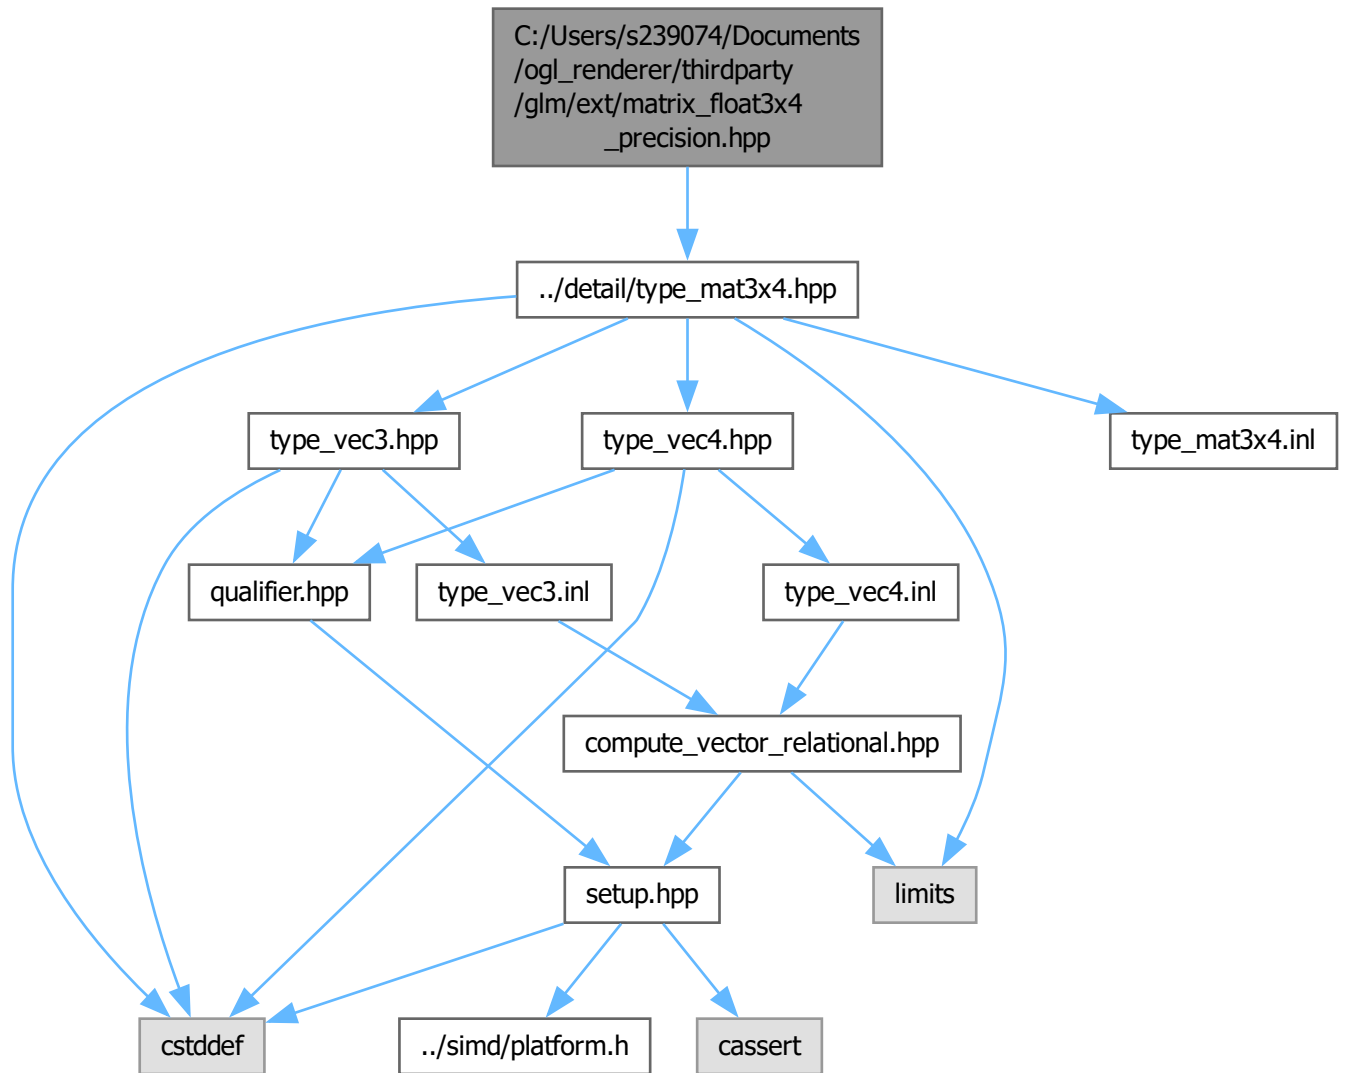 C:/Users/s239074/Documents
/ogl_renderer/thirdparty
/glm/ext/matrix_float3x4
_precision.hpp
../detail/type_mat3x4.hpp
type_vec3.hpp
type_vec4.hpp
type_mat3x4.inl
qualifier.hpp
type_vec3.inl
type_vec4.inl
compute_vector_relational.hpp
setup.hpp
limits
cstddef
../simd/platform.h
cassert